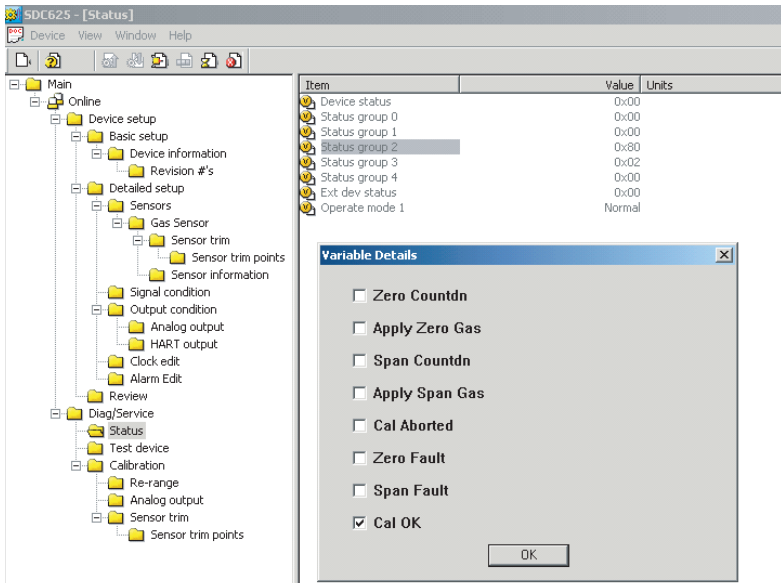 SDC625 - [Status]
DOC Device View Window Help
Main
Online
Device setup
Basic setup
Device information
Revision #'s
Detailed setup
Sensors
Gas Sensor
Sensor trim
Sensor trim points
Sensor information
Signal condition
Output condition
Analog output
HART output
Clock edit
Alarm Edit
Review
Diag/Service
Status
Test device
Calibration
Re-range
Analog output
Sensor trim
Sensor trim points
Item Value Units
Device status 0x00
Status group 0 0x00
Status group 1 0x00
Status group 2 0x80
Status group 3 0x02
Status group 4 0x00
Ext dev status 0x00
Operate mode 1 Normal
Variable Details
Zero Countdn
Apply Zero Gas
Span Countdn
Apply Span Gas
Cal Aborted
Zero Fault
Span Fault
Cal OK
OK